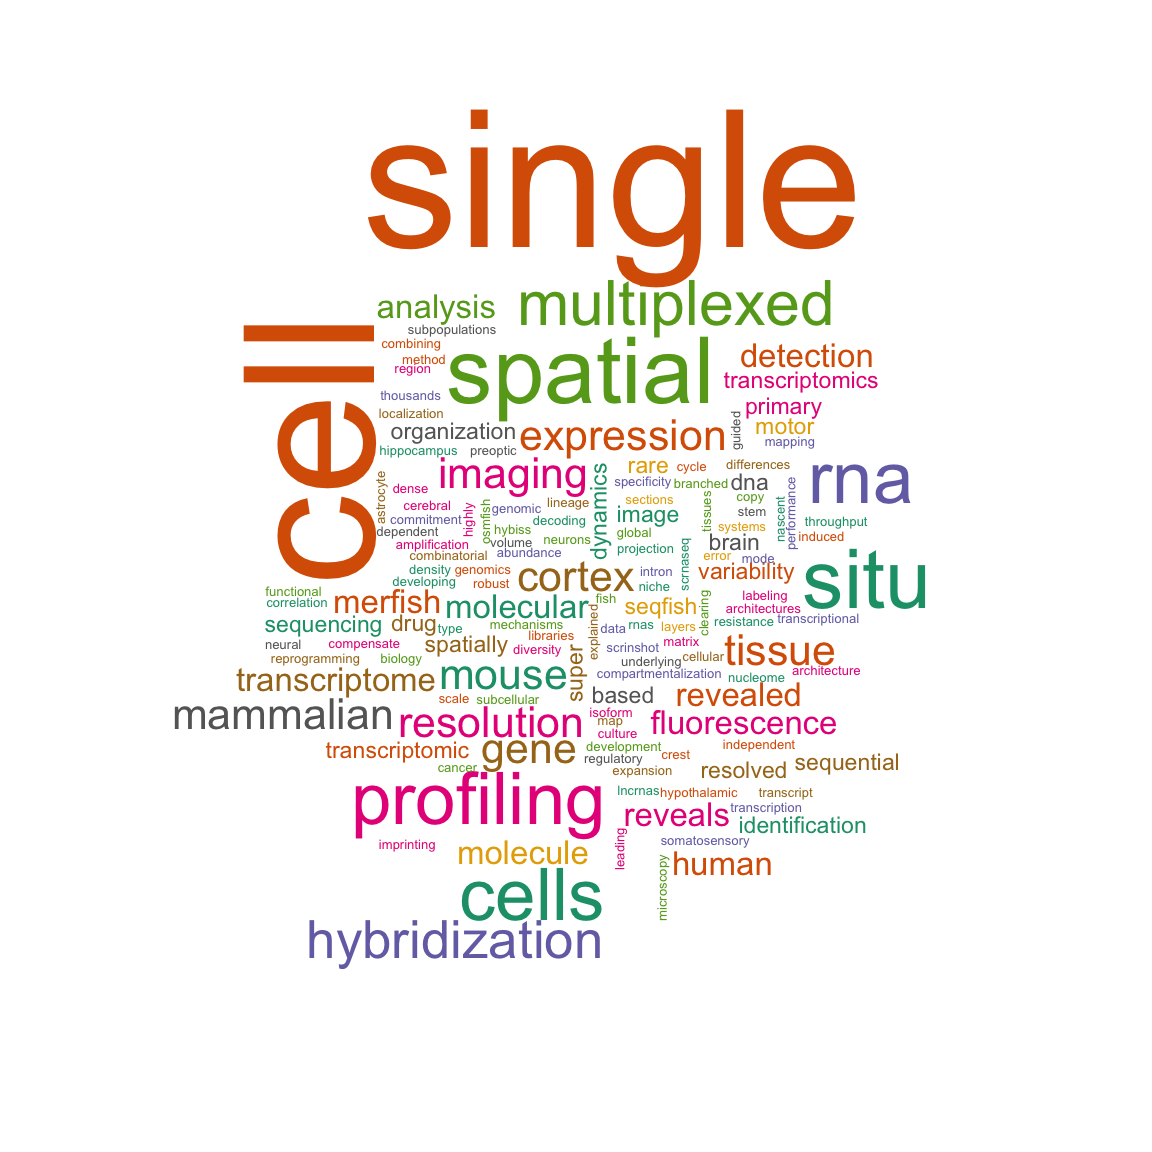 single
cell
analysis
multiplexed
subpopulations
combining
method
region
spatial
detection
transcriptomics
thousands
localization
primary
organization
expression
guided
motor
mapping
hippocampus
preoptic
imaging
dynamics
rare
cycle
differences
specificity
branched
dna
rna
astrocyte
dense
cerebral
commitment
dependent
highly
osmfish
genomic
lineage
sections
image
tissues
copy
stem
systems
nascent
performance
throughput
induced
hybiss
decoding
global
amplification
volume
neurons
brain
combinatorial
abundance
projection
scrnaseq
error
mode
density
genomics
developing
robust
cortex
intron
niche
variability
situ
functional
correlation
merfish
molecular
fish
seqfish
clearing
labeling
architectures
resistance
transcriptional
sequencing
drug
type
mechanisms
libraries
explained
data
rnas
layers
neural
compensate
spatially
diversity
super
scrinshot
matrix
tissue
reprogramming
biology
underlying
cellular
compartmentalization
nucleome
architecture
transcriptome
mouse
scale
subcellular
based
revealed
mammalian
resolution
isoform
map
culture
fluorescence
transcriptomic
gene
development
regulatory
crest
independent
cancer
expansion
resolved
sequential
profiling
lncrnas
hypothalamic
transcript
reveals
transcription
identification
imprinting
molecule
leading
somatosensory
microscopy
human
cells
hybridization